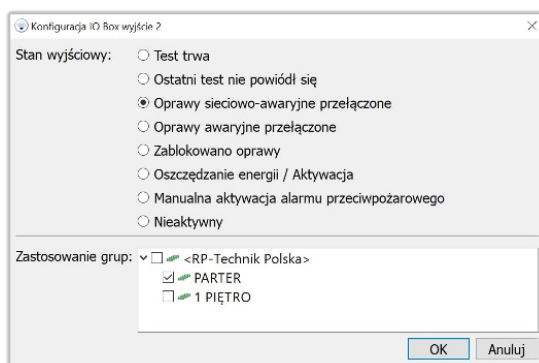 Konfiguracja IO Box wyjście 2
Stan wyjściowy:
Test trwa
Ostatni test nie powiódł się
Oprawy sieciowo-awaryjne przełączone
Oprawy awaryjne przełączone
Zablokowano oprawy
Oszczędzanie energii / Aktywacja
Manualna aktywacja alarmu przeciwpożarowego
Nieaktywny
Zastosowanie grup:
<RP-Technik Polska>
PARTER
1 PIĘTRO
OK Anuluj